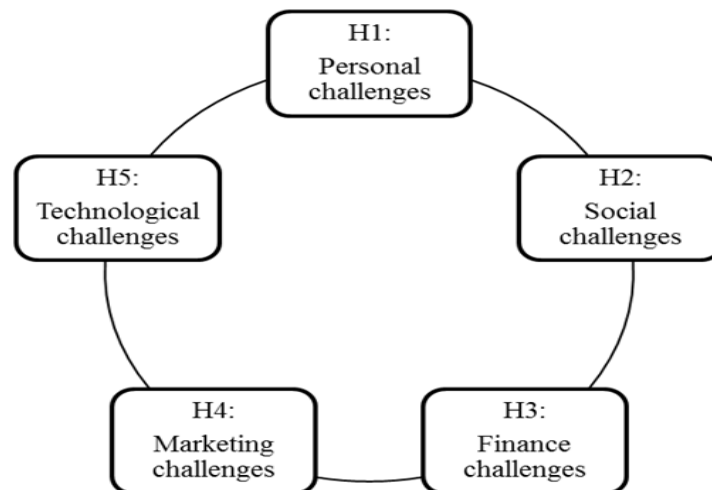 H1:
Personal
challenges
H2:
Social
challenges
H3:
Finance
challenges
H4:
Marketing
challenges
H5:
Technological
challenges